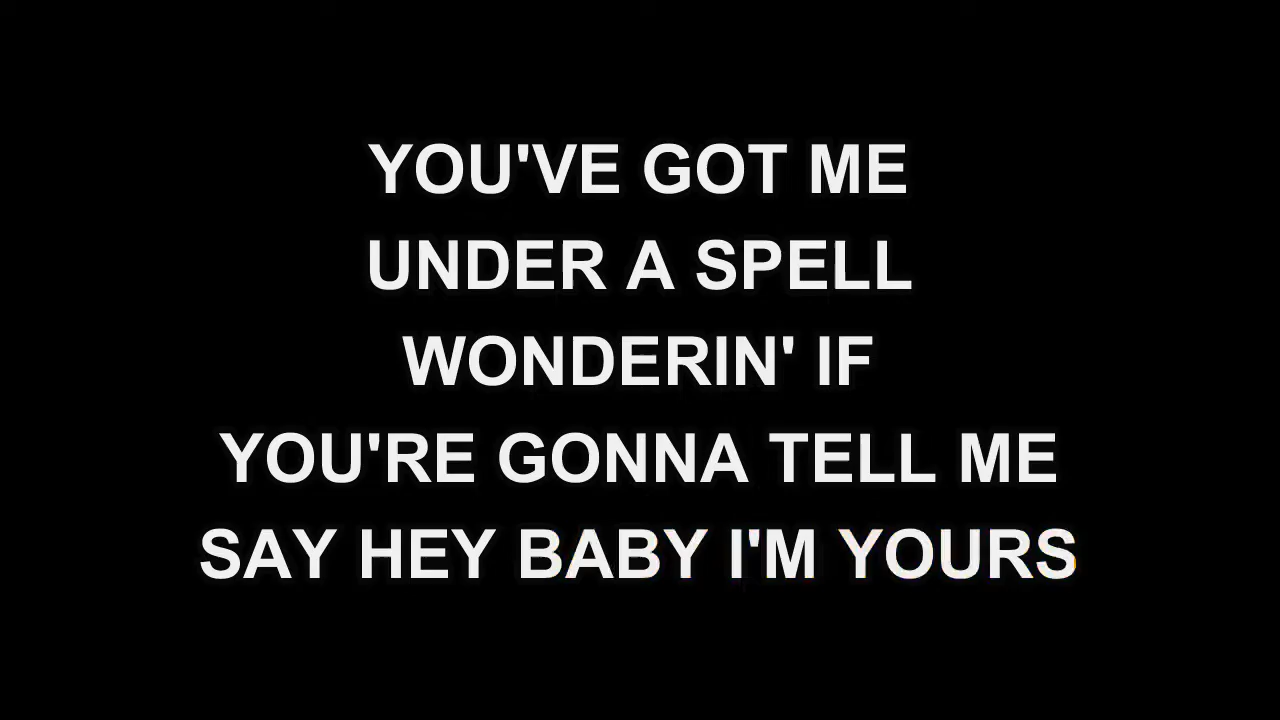 YOU'VE GOT ME
UNDER A SPELL
WONDERIN' IF
YOU'RE GONNA TELL ME
SAY HEY BABY I'M YOURS